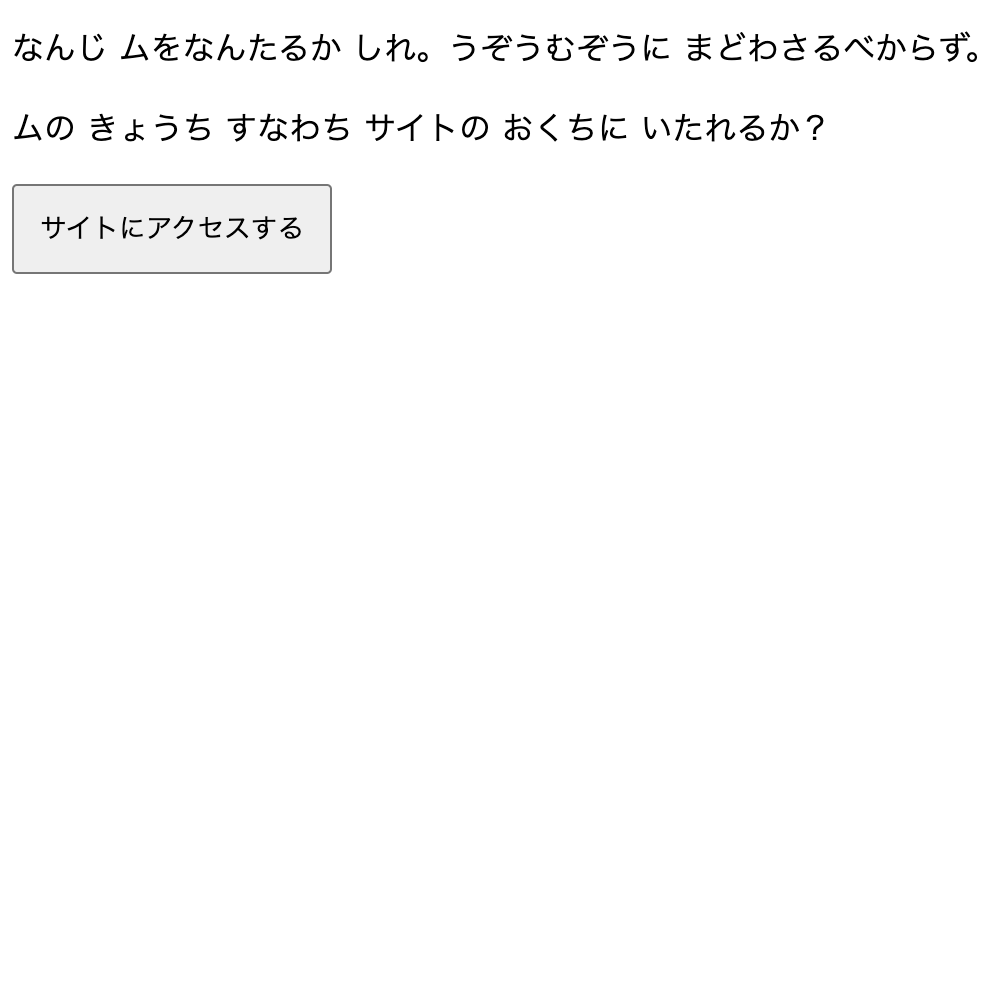 なんじ ムをなんたるか しれ。うぞうむぞうに まどわさるべからず。
ムの きょうち すなわち サイトの おくちに いたれるか？
サイトにアクセスする